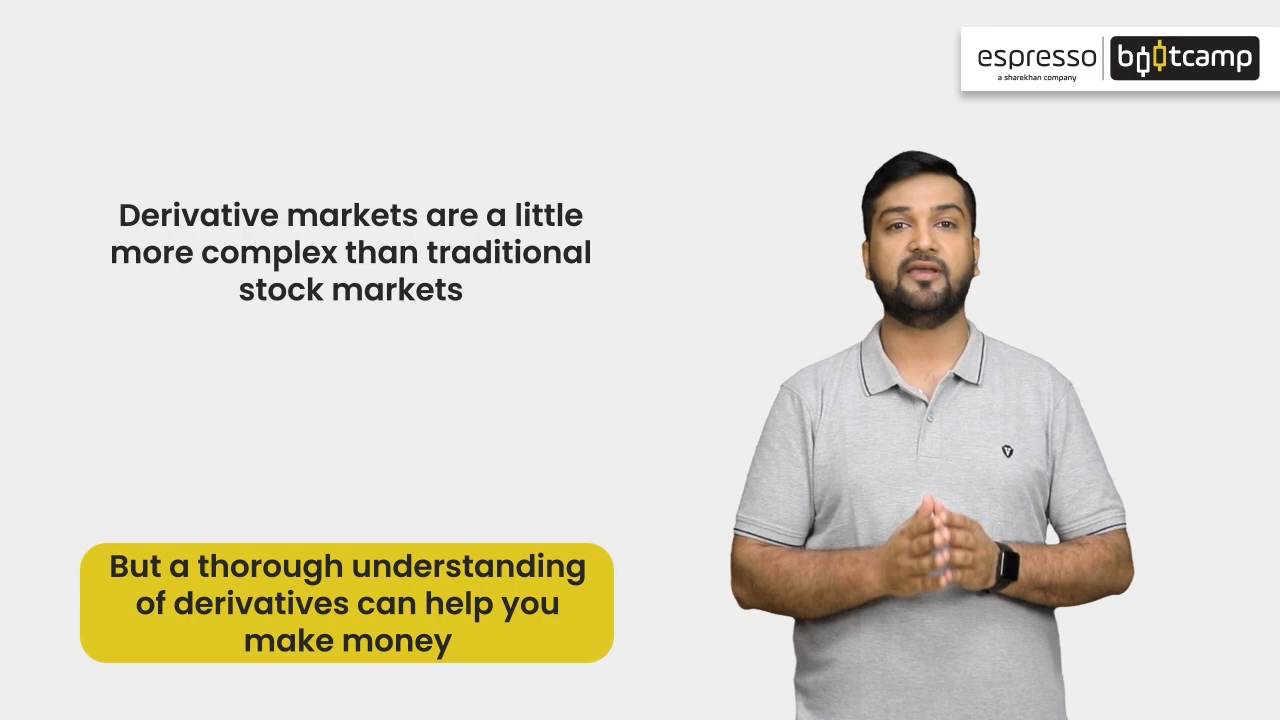 espresso
a sharekhan company
bootcamp
Derivative markets are a little
more complex than traditional
stock markets
But a thorough understanding
of derivatives can help you
make money